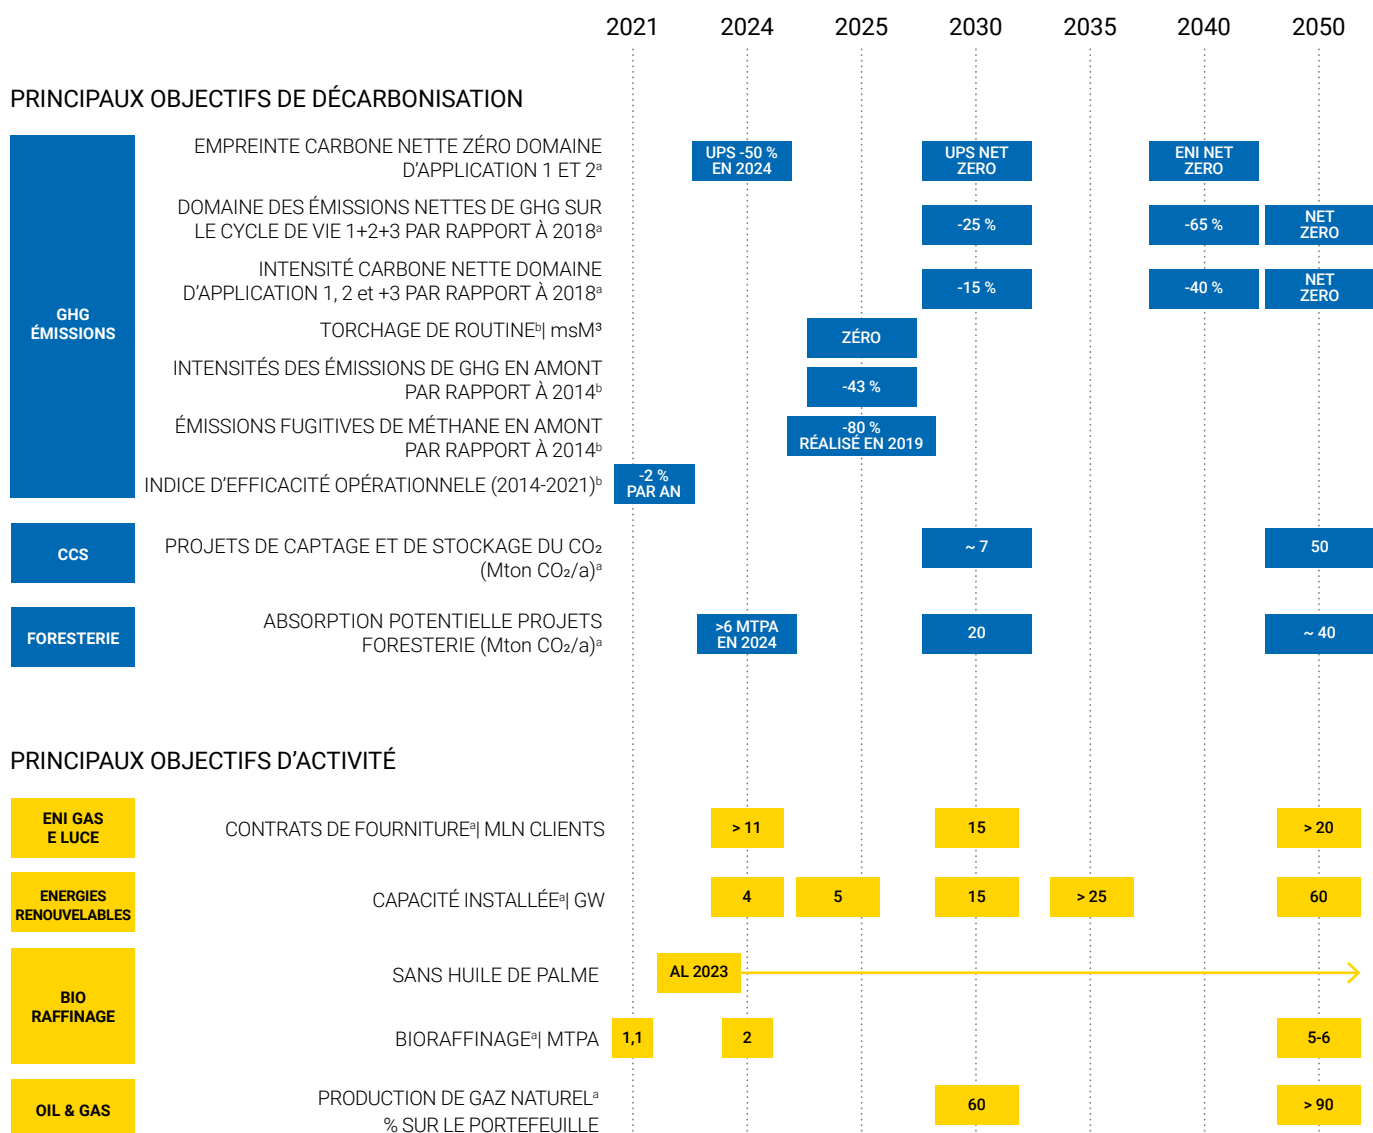 2021 2024 2025 2030 2035 2040 2050
PRINCIPAUX OBJECTIFS DE DÉCARBONISATION
GHG
ÉMISSIONS
EMPREINTE CARBONE NETTE ZÉRO DOMAINE
D'APPLICATION 1 ET 2ᵃ
UPS -50 %
EN 2024
UPS NET
ZERO
ENI NET
ZERO
DOMAINE DES ÉMISSIONS NETTES DE GHG SUR
LE CYCLE DE VIE 1+2+3 PAR RAPPORT À 2018ᵃ
-25 %
-65 %
NET
ZERO
INTENSITÉ CARBONE NETTE DOMAINE
D'APPLICATION 1, 2 et +3 PAR RAPPORT À 2018ᵃ
-15 %
-40 %
NET
ZERO
TORCHAGE DE ROUTINEᵇ| msM³
ZÉRO
INTENSITÉS DES ÉMISSIONS DE GHG EN AMONT
PAR RAPPORT À 2014ᵇ
-43 %
ÉMISSIONS FUGITIVES DE MÉTHANE EN AMONT
PAR RAPPORT À 2014ᵇ
-80 %
RÉALISÉ EN 2019
INDICE D'EFFICACITÉ OPÉRATIONNELE (2014-2021)ᵇ
-2 %
PAR AN
CCS
PROJETS DE CAPTAGE ET DE STOCKAGE DU CO₂
(Mton CO₂/a)ᵃ
~ 7
50
FORESTERIE
ABSORPTION POTENTIELLE PROJETS
FORESTERIE (Mton CO₂/a)ᵃ
>6 MTPA
EN 2024
20
~ 40
PRINCIPAUX OBJECTIFS D’ACTIVITÉ
ENI GAS
E LUCE
CONTRATS DE FOURNITUREᵃ| MLN CLIENTS
> 11
15
> 20
ENERGIES
RENOUVELABLES
CAPACITÉ INSTALLÉEᵃ| GW
4
5
15
> 25
60
BIO
RAFFINAGE
SANS HUILE DE PALME
AL 2023
BIORAFFINAGEᵃ| MTPA
1,1
2
5-6
OIL & GAS
PRODUCTION DE GAZ NATURELᵃ
% SUR LE PORTEFEUILLE
60
> 90